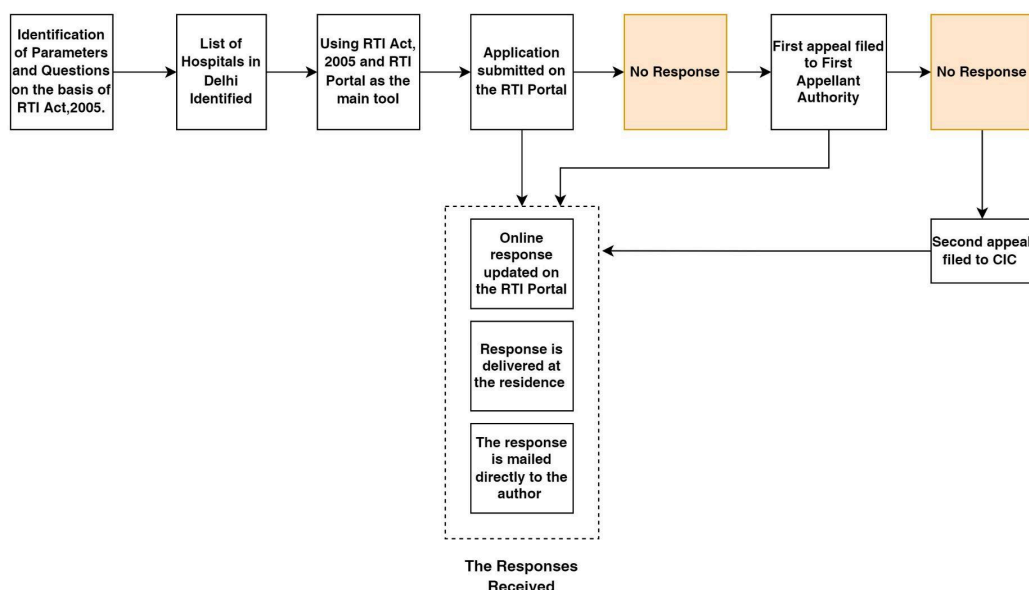 Identification
of Parameters
and Questions
on the basis of
RTI Act,2005.
List of
Hospitals in
Delhi
Identified
Using RTI Act,
2005 and RTI
Portal as the
main tool
Application
submitted on
the RTI Portal
No Response
First appeal filed
to First
Appellant
Authority
No Response
Second appeal
filed to CIC
Online
response
updated on
the RTI Portal
Response is
delivered at
the residence
The response
is mailed
directly to the
author
The Responses
Received